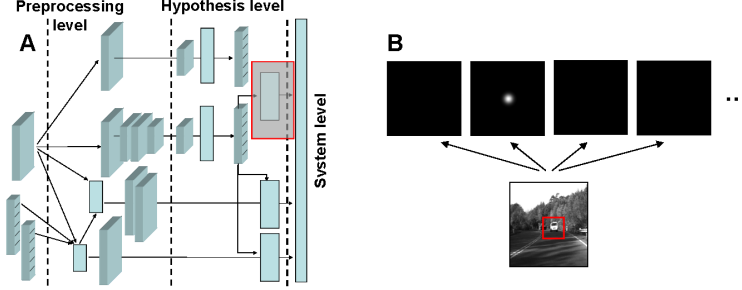 Preprocessing
level
Hypothesis level
A
System level
B
..